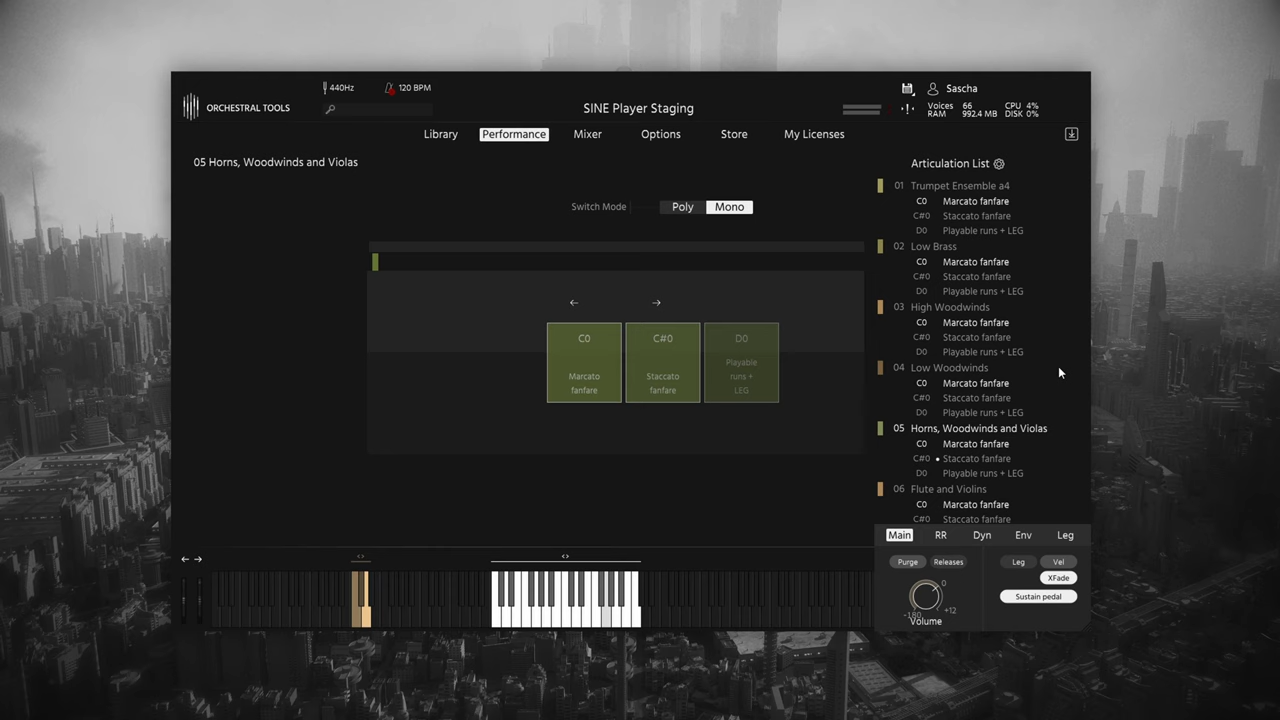 440Hz
120 BPM
Sascha
ORCHESTRAL TOOLS
SINE Player Staging
Voices 66
RAM 992.4 MB
CPU 4%
DISK 0%
Library
Performance
Mixer
Options
Store
My Licenses
05 Horns, Woodwinds and Violas
Switch Mode
Poly
Mono
C0
Marcato
fanfare
C#0
Staccato
fanfare
D0
Playable
runs +
LEG
Articulation List
01 Trumpet Ensemble a4
C0 Marcato fanfare
C#0 Staccato fanfare
D0 Playable runs + LEG
02 Low Brass
C0 Marcato fanfare
C#0 Staccato fanfare
D0 Playable runs + LEG
03 High Woodwinds
C0 Marcato fanfare
C#0 Staccato fanfare
D0 Playable runs + LEG
04 Low Woodwinds
C0 Marcato fanfare
C#0 Staccato fanfare
D0 Playable runs + LEG
05 Horns, Woodwinds and Violas
C0 Marcato fanfare
C#0 • Staccato fanfare
D0 Playable runs + LEG
06 Flute and Violins
C0 Marcato fanfare
C#0 Staccato fanfare
Main RR Dyn Env Leg
Purge Releases Leg Vel
XFade
Sustain pedal
0
-180 +12
Volume